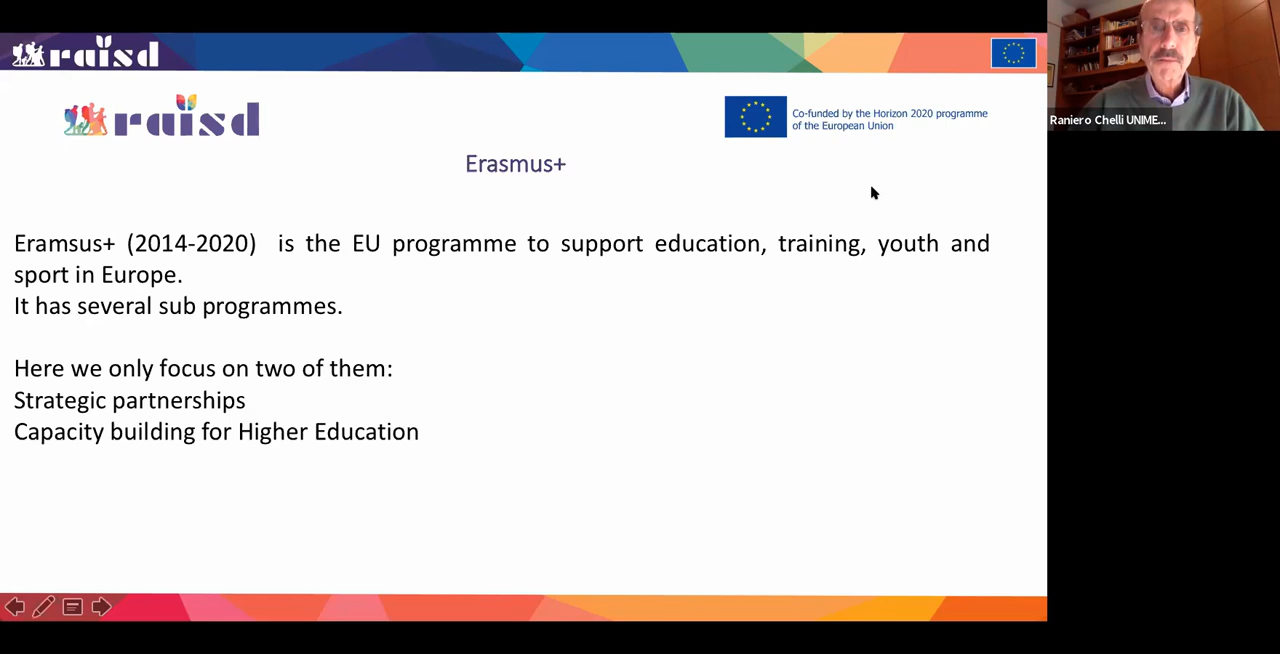 raisd
raisd
Co-funded by the Horizon 2020 programme
of the European Union
Erasmus+
Eramsus+ (2014-2020) is the EU programme to support education, training, youth and
sport in Europe.
It has several sub programmes.
Here we only focus on two of them:
Strategic partnerships
Capacity building for Higher Education
Raniero Chelli UNIME...